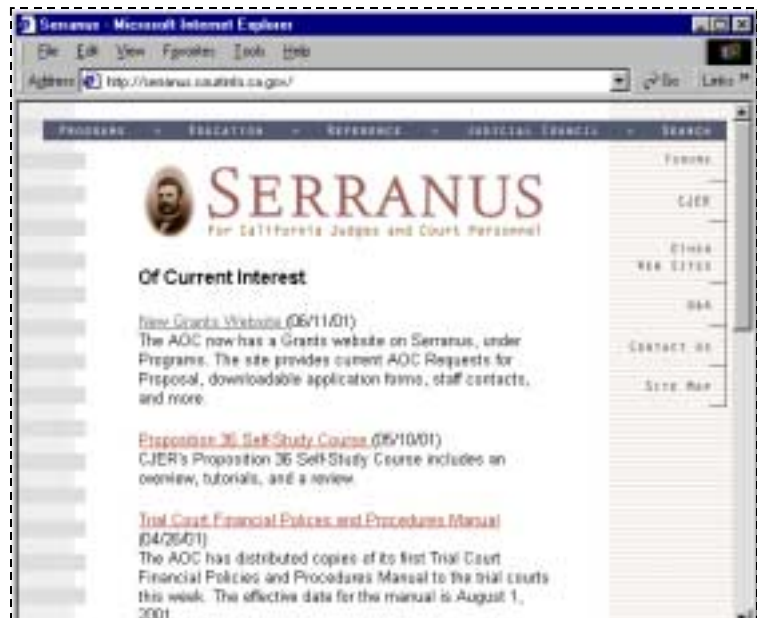 Serranus - Microsoft Internet Explorer
File Edit View Favorites Tools Help
Address http://serranus.courtinfo.ca.gov/ Go Links »
PROGRAMS - EDUCATION - REFERENCE - JUDICIAL COUNCIL - SEARCH
FORUMS
CJER
OTHER
WEB SITES
Q&A
CONTACT US
SITE MAP
SERRANUS
For California Judges and Court Personnel
Of Current Interest
New Grants Website (06/11/01)
The AOC now has a Grants website on Serranus, under
Programs. The site provides current AOC Requests for
Proposal, downloadable application forms, staff contacts,
and more.
Proposition 36 Self-Study Course (05/10/01)
CJER's Proposition 36 Self-Study Course includes an
overview, tutorials, and a review.
Trial Court Financial Polices and Procedures Manual
(04/26/01)
The AOC has distributed copies of its first Trial Court
Financial Policies and Procedures Manual to the trial courts
this week. The effective date for the manual is August 1,
2001.